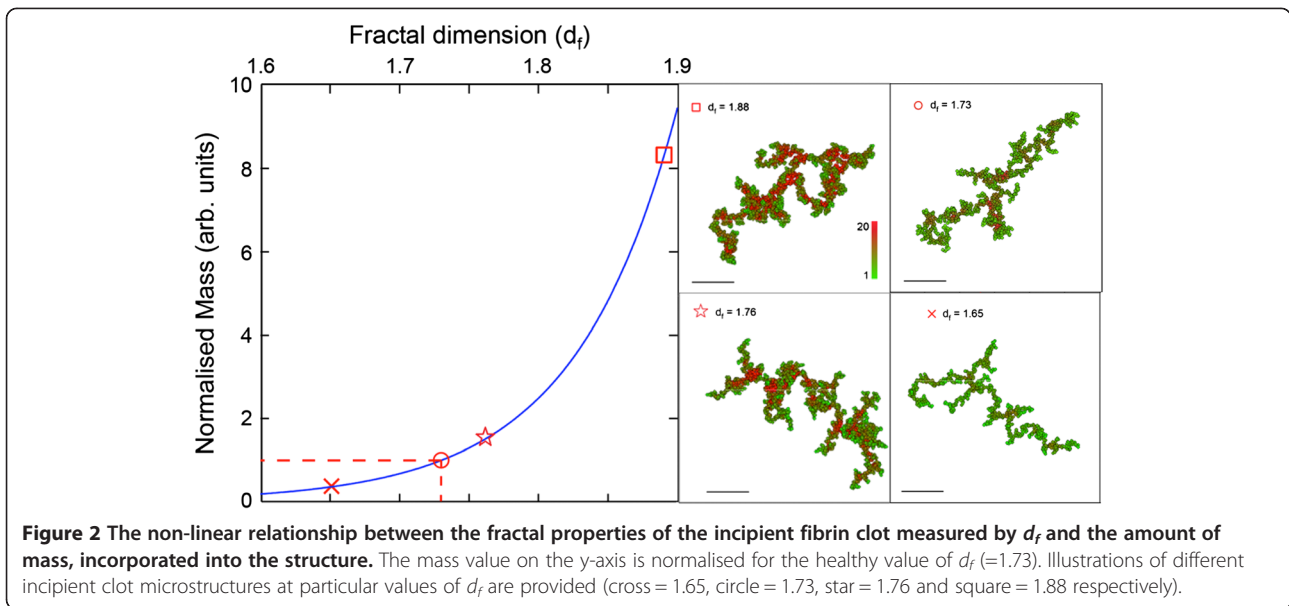 Fractal dimension (df)
1.6 1.7 1.8 1.9
Normalised Mass (arb. units)
10
8
6
4
2
0
df = 1.88
20
1
df = 1.73
df = 1.76
df = 1.65
Figure 2 The non-linear relationship between the fractal properties of the incipient fibrin clot measured by df and the amount of
mass, incorporated into the structure. The mass value on the y-axis is normalised for the healthy value of df (=1.73). Illustrations of different
incipient clot microstructures at particular values of df are provided (cross = 1.65, circle = 1.73, star = 1.76 and square = 1.88 respectively).